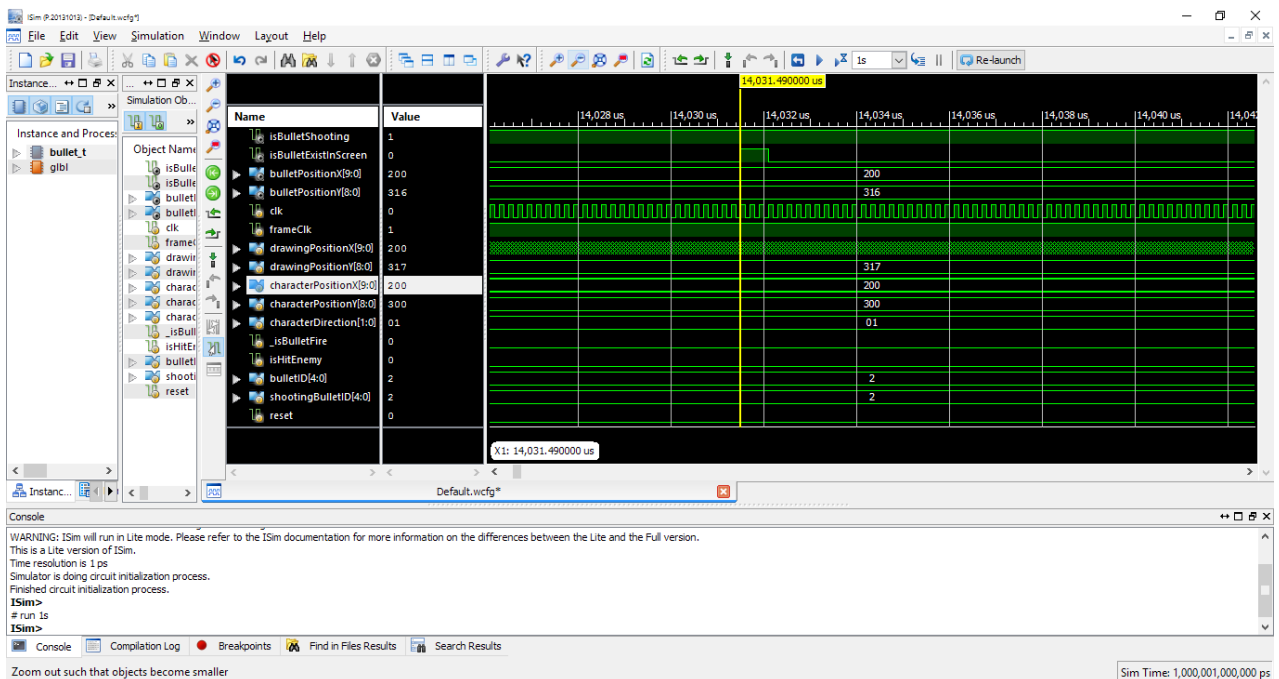 ISim (P.20131013) - [Default.wcfg*]
File Edit View Simulation Window Layout Help
1s Re-launch
Instance...
Instance and Proces
bullet_t
glbl
Instanc...
...
Simulation Ob...
»
Object Name
isBulle
isBulle
bulletl
bulletl
clk
frameC
drawin
drawin
charac
charac
charac
_isBull
isHitEn
bulletI
shooti
reset
Name Value
isBulletShooting 1
isBulletExistInScreen 0
bulletPositionX[9:0] 200
bulletPositionY[8:0] 316
clk 0
frameClk 1
drawingPositionX[9:0] 200
drawingPositionY[8:0] 317
characterPositionX[9:0] 200
characterPositionY[8:0] 300
characterDirection[1:0] 01
_isBulletFire 0
isHitEnemy 0
bulletID[4:0] 2
shootingBulletID[4:0] 2
reset 0
14,031.490000 us
14,028 us 14,030 us 14,032 us 14,034 us 14,036 us 14,038 us 14,040 us 14,042
200
316
317
200
300
01
2
2
X1: 14,031.490000 us
Default.wcfg*
Console
WARNING: ISim will run in Lite mode. Please refer to the ISim documentation for more information on the differences between the Lite and the Full version.
This is a Lite version of ISim.
Time resolution is 1 ps
Simulator is doing circuit initialization process.
Finished circuit initialization process.
ISim>
# run 1s
ISim>
Console Compilation Log Breakpoints Find in Files Results Search Results
Zoom out such that objects become smaller
Sim Time: 1,000,001,000,000 ps